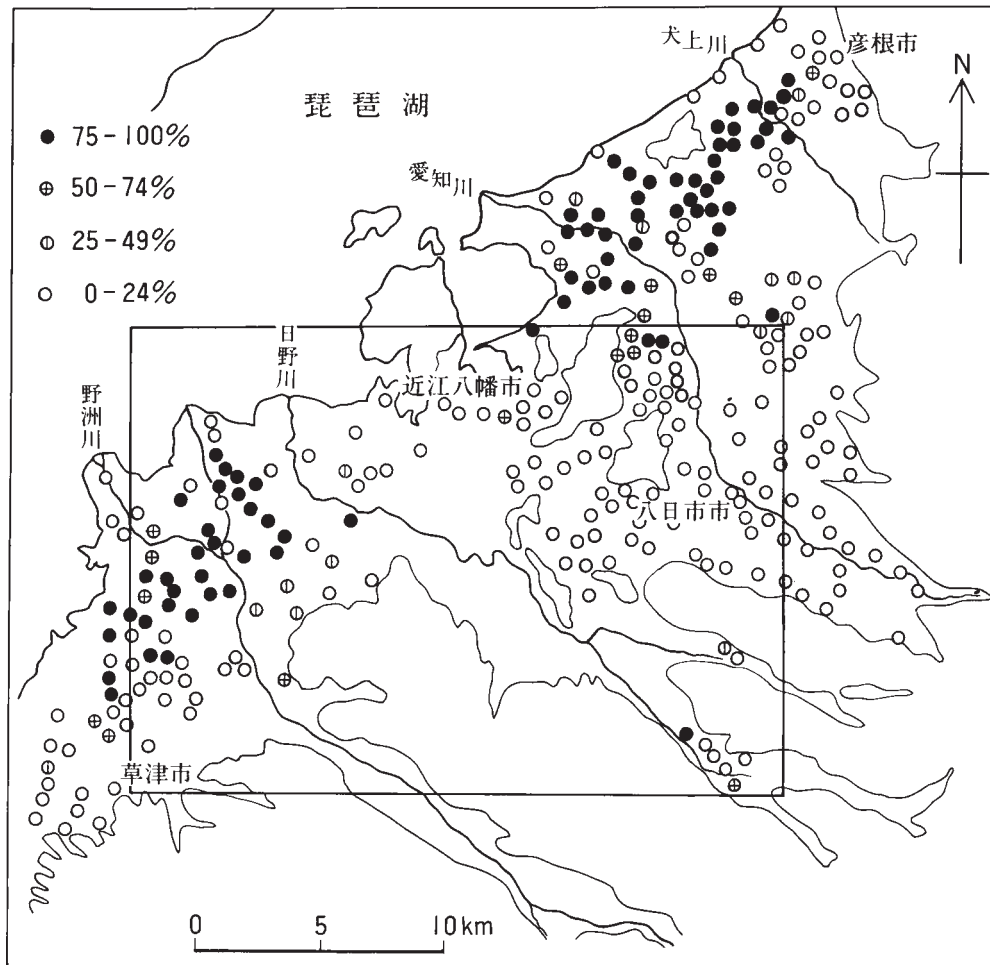 犬上川
彦根市
N
琵琶湖
75-100%
50-74%
25-49%
0-24%
愛知川
日野川
近江八幡市
野洲川
八日市市
草津市
0 5 10km